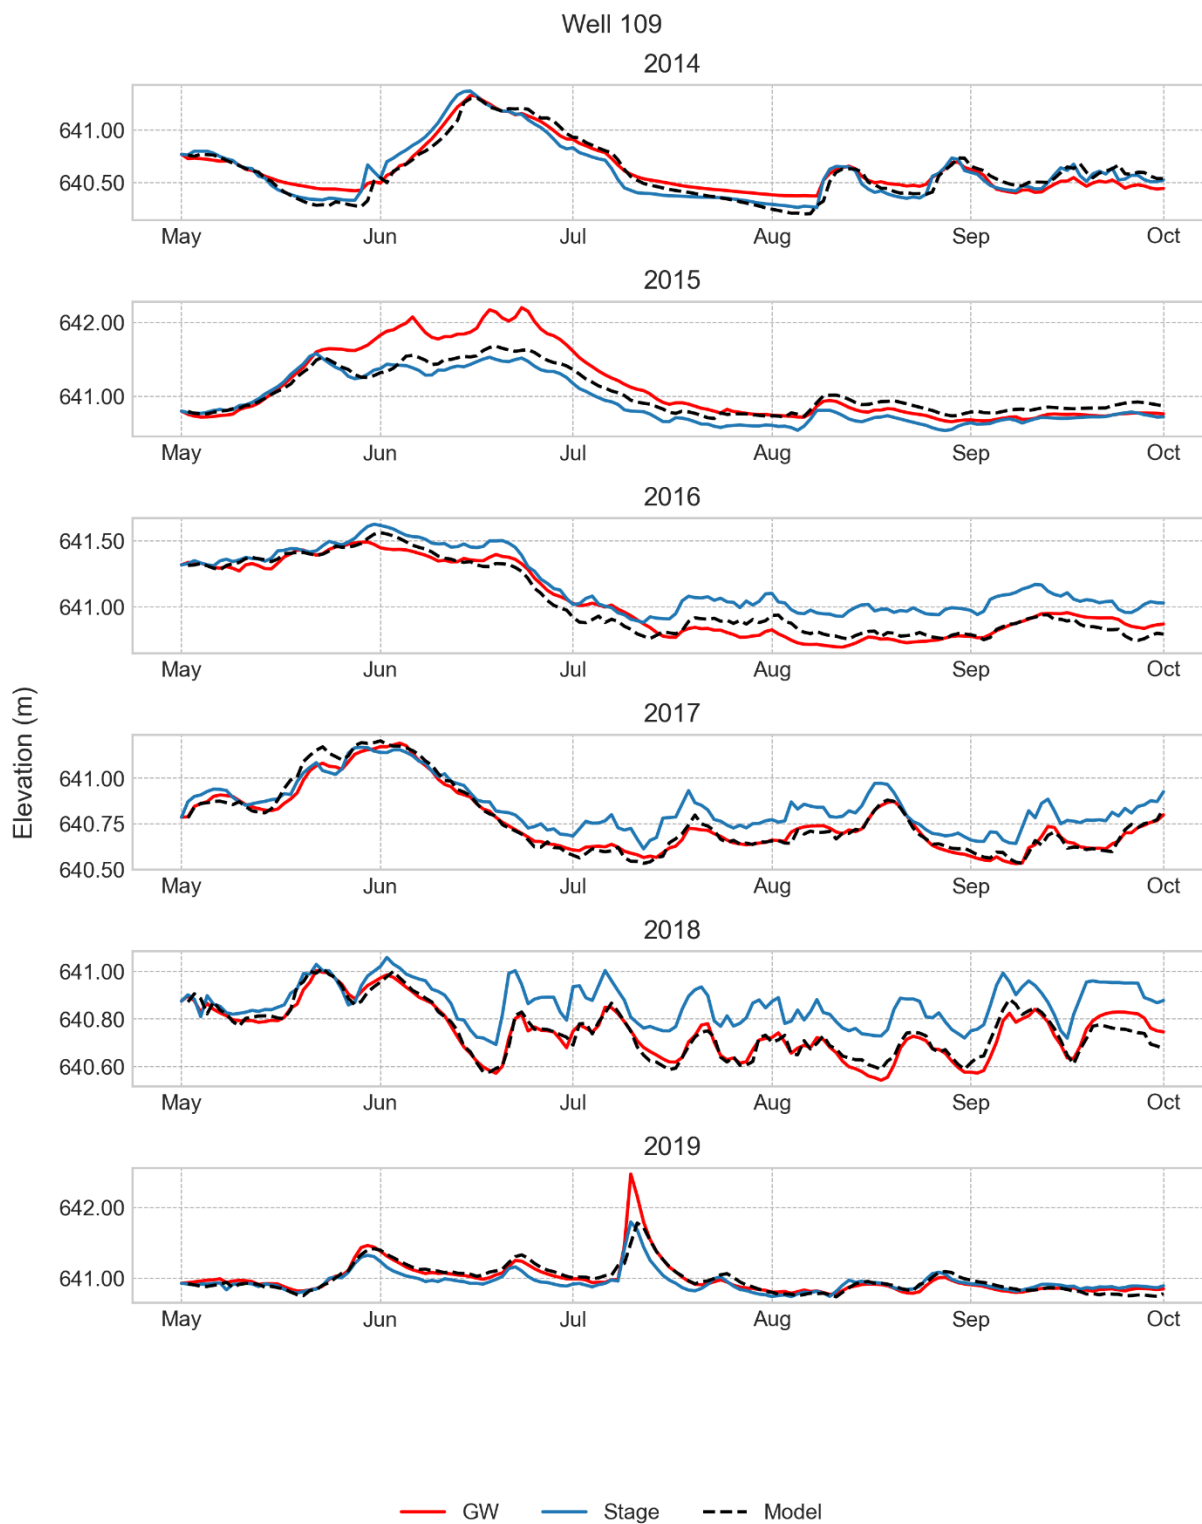 Well 109
2014
641.00
640.50
May Jun Jul Aug Sep Oct
2015
642.00
641.00
May Jun Jul Aug Sep Oct
2016
641.50
641.00
May Jun Jul Aug Sep Oct
Elevation (m)
2017
641.00
640.75
640.50
May Jun Jul Aug Sep Oct
2018
641.00
640.80
640.60
May Jun Jul Aug Sep Oct
2019
642.00
641.00
May Jun Jul Aug Sep Oct
GW Stage Model